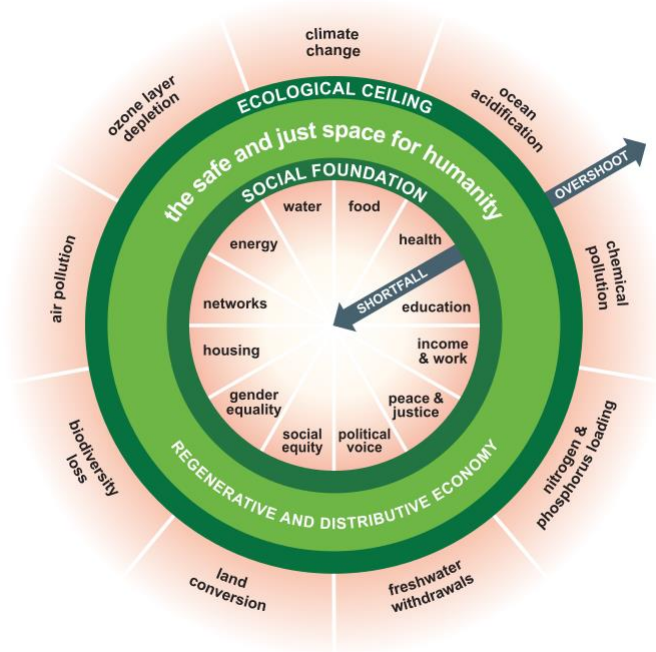 climate
change
ocean
acidification
chemical
pollution
nitrogen &
phosphorus loading
freshwater
withdrawals
land
conversion
biodiversity
loss
air pollution
ozone layer
depletion
OVERSHOOT
ECOLOGICAL CEILING
the safe and just space for humanity
SOCIAL FOUNDATION
water
food
health
SHORTFALL
education
income
& work
peace &
justice
political
voice
social
equity
gender
equality
housing
networks
energy
REGENERATIVE AND DISTRIBUTIVE ECONOMY